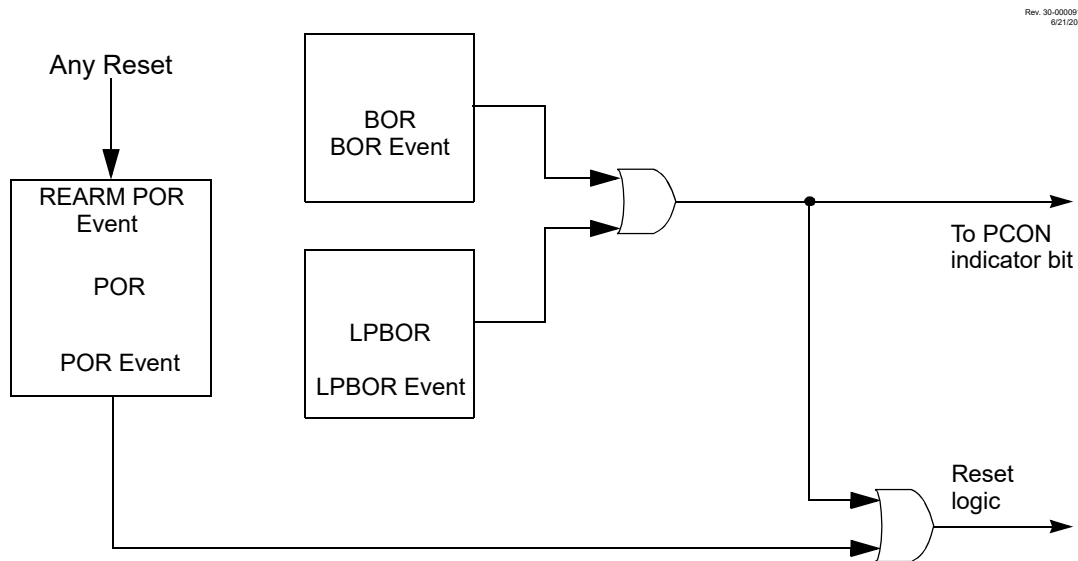 Rev. 30-00009
6/21/20
Any Reset
REARM POR
Event
POR
POR Event
BOR
BOR Event
LPBOR
LPBOR Event
To PCON
indicator bit
Reset
logic